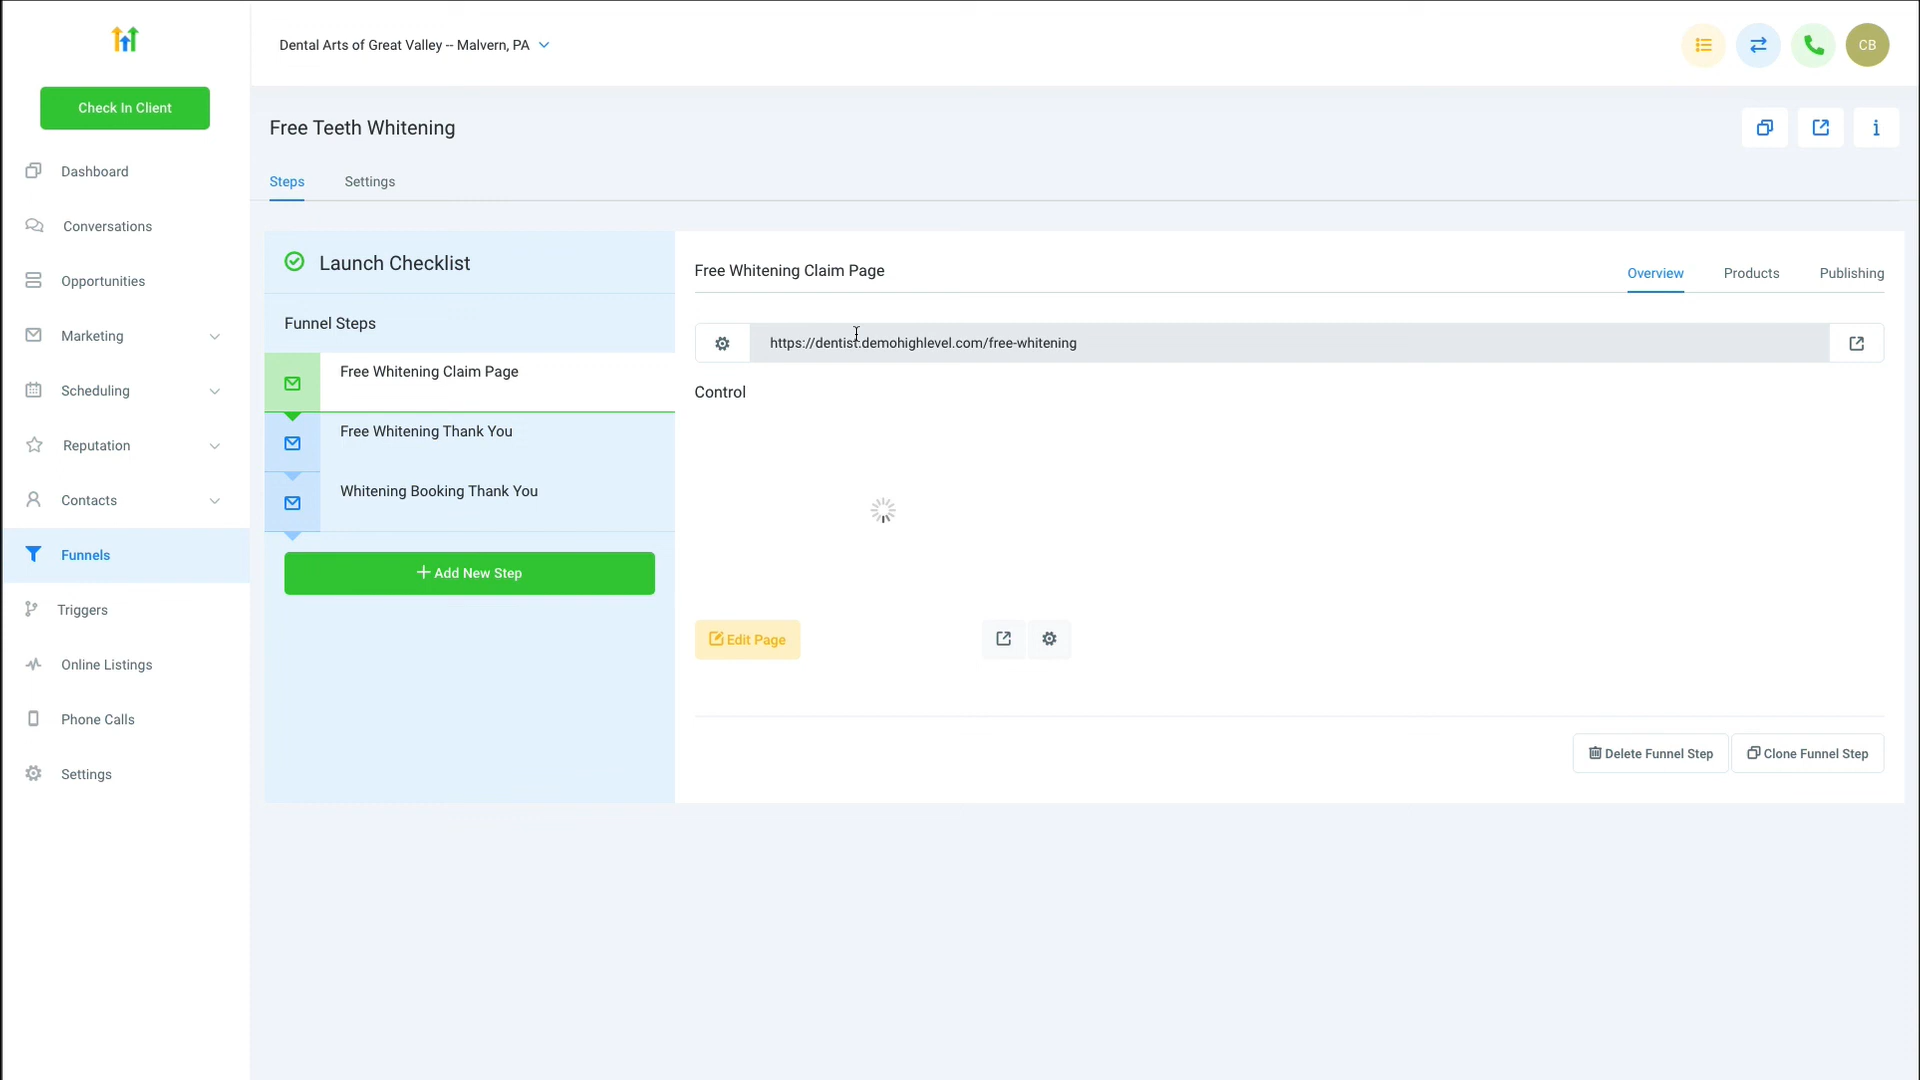 Dental Arts of Great Valley -- Malvern, PA
CB
Check In Client
Dashboard
Conversations
Opportunities
Marketing
Scheduling
Reputation
Contacts
Funnels
Triggers
Online Listings
Phone Calls
Settings
Free Teeth Whitening
Steps
Settings
Launch Checklist
Funnel Steps
Free Whitening Claim Page
Free Whitening Thank You
Whitening Booking Thank You
+ Add New Step
Free Whitening Claim Page
Overview
Products
Publishing
https://dentist.demohighlevel.com/free-whitening
Control
Edit Page
Delete Funnel Step
Clone Funnel Step